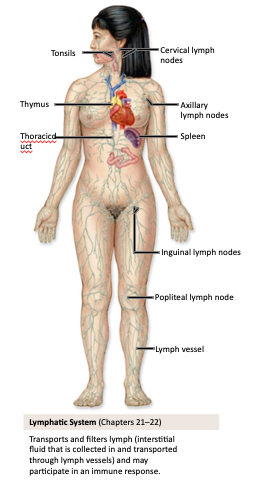 Tonsils
Cervical lymph
nodes
Thymus
Axillary
lymph nodes
Thoracicd
uct
Spleen
Inguinal lymph nodes
Popliteal lymph node
Lymph vessel
Lymphatic System (Chapters 21–22)
Transports and filters lymph (interstitial
fluid that is collected in and transported
through lymph vessels) and may
participate in an immune response.